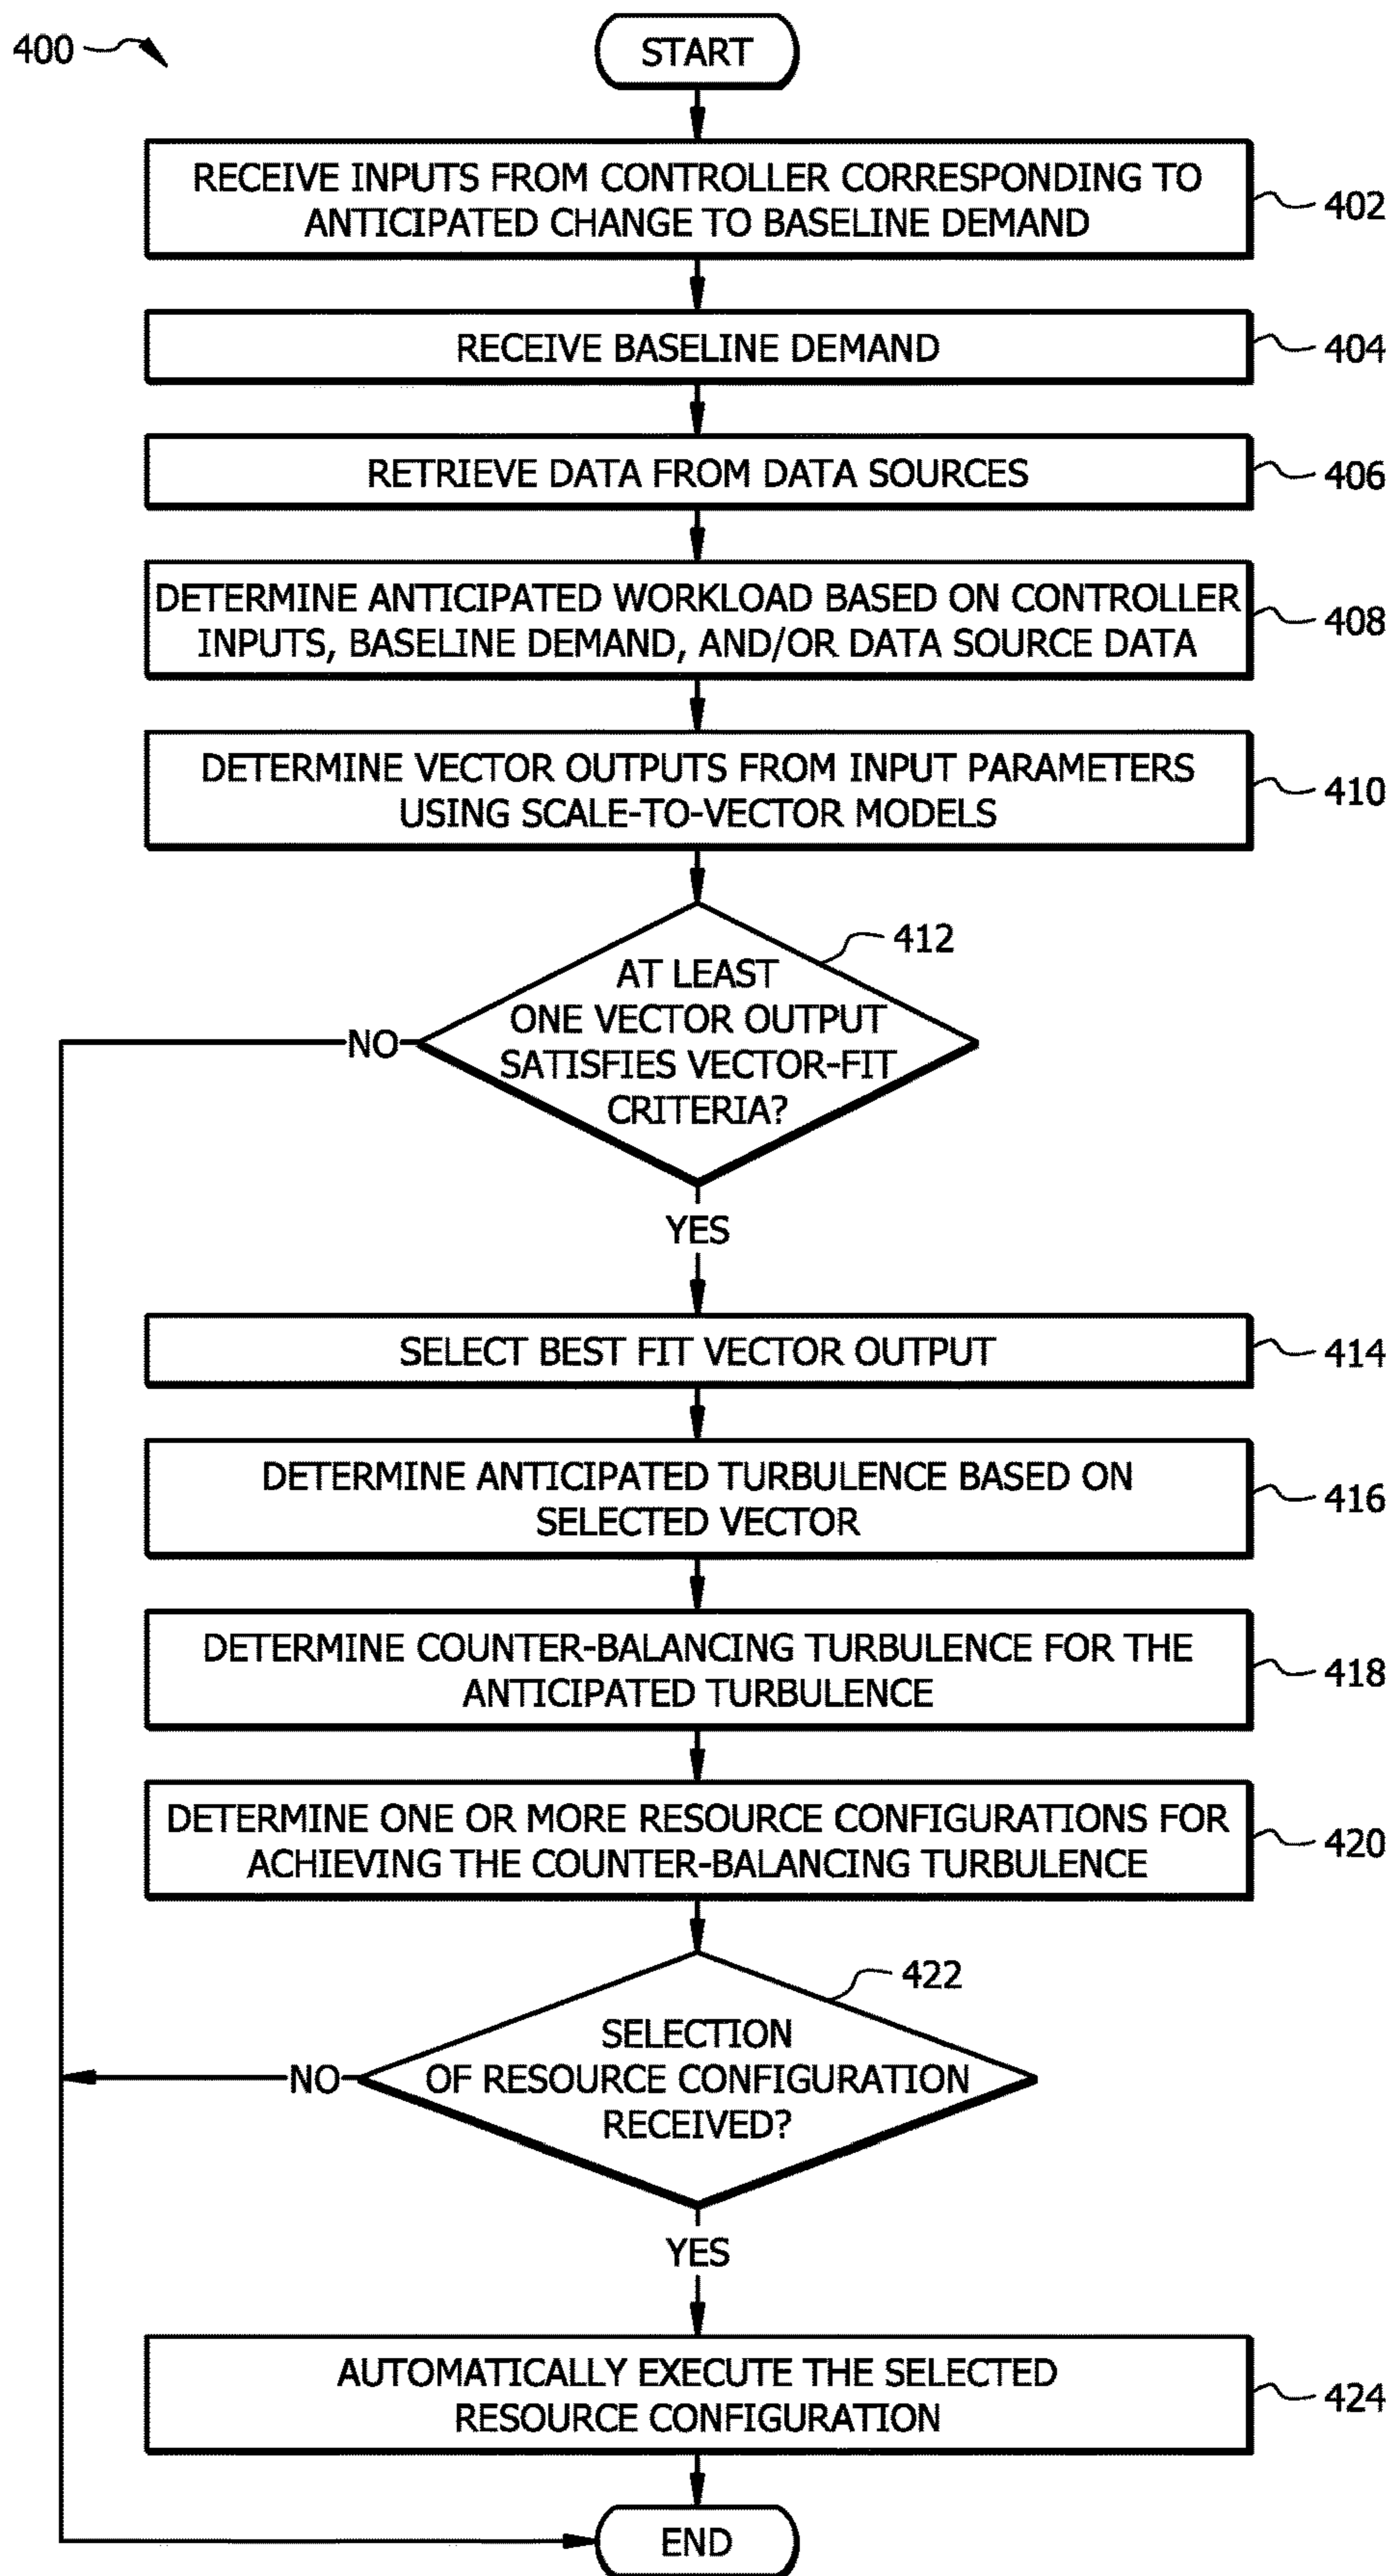 400
START
RECEIVE INPUTS FROM CONTROLLER CORRESPONDING TO
ANTICIPATED CHANGE TO BASELINE DEMAND
402
RECEIVE BASELINE DEMAND
404
RETRIEVE DATA FROM DATA SOURCES
406
DETERMINE ANTICIPATED WORKLOAD BASED ON CONTROLLER
INPUTS, BASELINE DEMAND, AND/OR DATA SOURCE DATA
408
DETERMINE VECTOR OUTPUTS FROM INPUT PARAMETERS
USING SCALE-TO-VECTOR MODELS
410
412
AT LEAST
ONE VECTOR OUTPUT
SATISFIES VECTOR-FIT
CRITERIA?
NO
YES
SELECT BEST FIT VECTOR OUTPUT
414
DETERMINE ANTICIPATED TURBULENCE BASED ON
SELECTED VECTOR
416
DETERMINE COUNTER-BALANCING TURBULENCE FOR THE
ANTICIPATED TURBULENCE
418
DETERMINE ONE OR MORE RESOURCE CONFIGURATIONS FOR
ACHIEVING THE COUNTER-BALANCING TURBULENCE
420
422
SELECTION
OF RESOURCE CONFIGURATION
RECEIVED?
NO
YES
AUTOMATICALLY EXECUTE THE SELECTED
RESOURCE CONFIGURATION
424
END